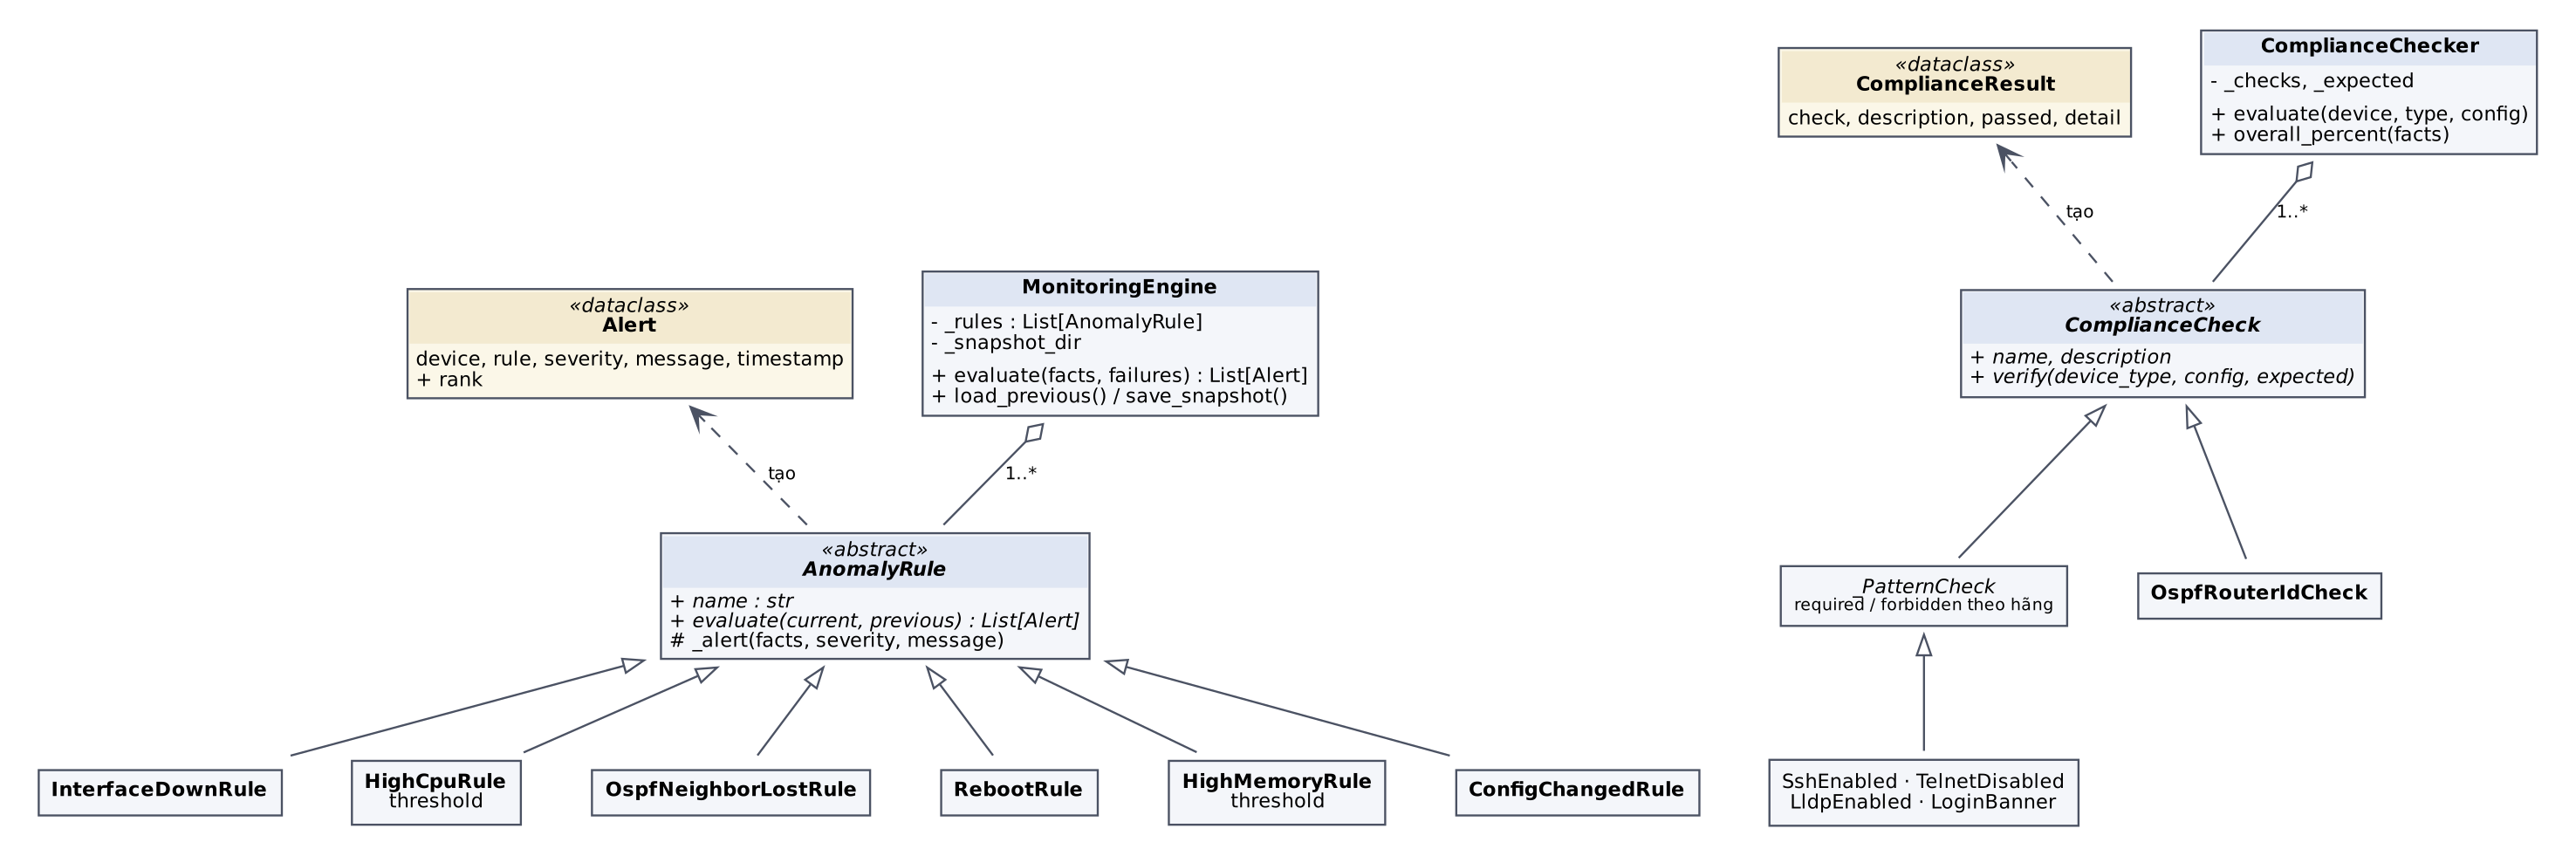 «dataclass»
ComplianceResult
check, description, passed, detail
ComplianceChecker
- _checks, _expected
+ evaluate(device, type, config)
+ overall_percent(facts)
tạo
1..*
«dataclass»
Alert
device, rule, severity, message, timestamp
+ rank
MonitoringEngine
- _rules : List[AnomalyRule]
- _snapshot_dir
+ evaluate(facts, failures) : List[Alert]
+ load_previous() / save_snapshot()
«abstract»
ComplianceCheck
+ name, description
+ verify(device_type, config, expected)
tạo
1..*
«abstract»
AnomalyRule
+ name : str
+ evaluate(current, previous) : List[Alert]
# _alert(facts, severity, message)
_PatternCheck
required / forbidden theo hãng
OspfRouterIdCheck
InterfaceDownRule
HighCpuRule
threshold
OspfNeighborLostRule
RebootRule
HighMemoryRule
threshold
ConfigChangedRule
SshEnabled · TelnetDisabled
LldpEnabled · LoginBanner